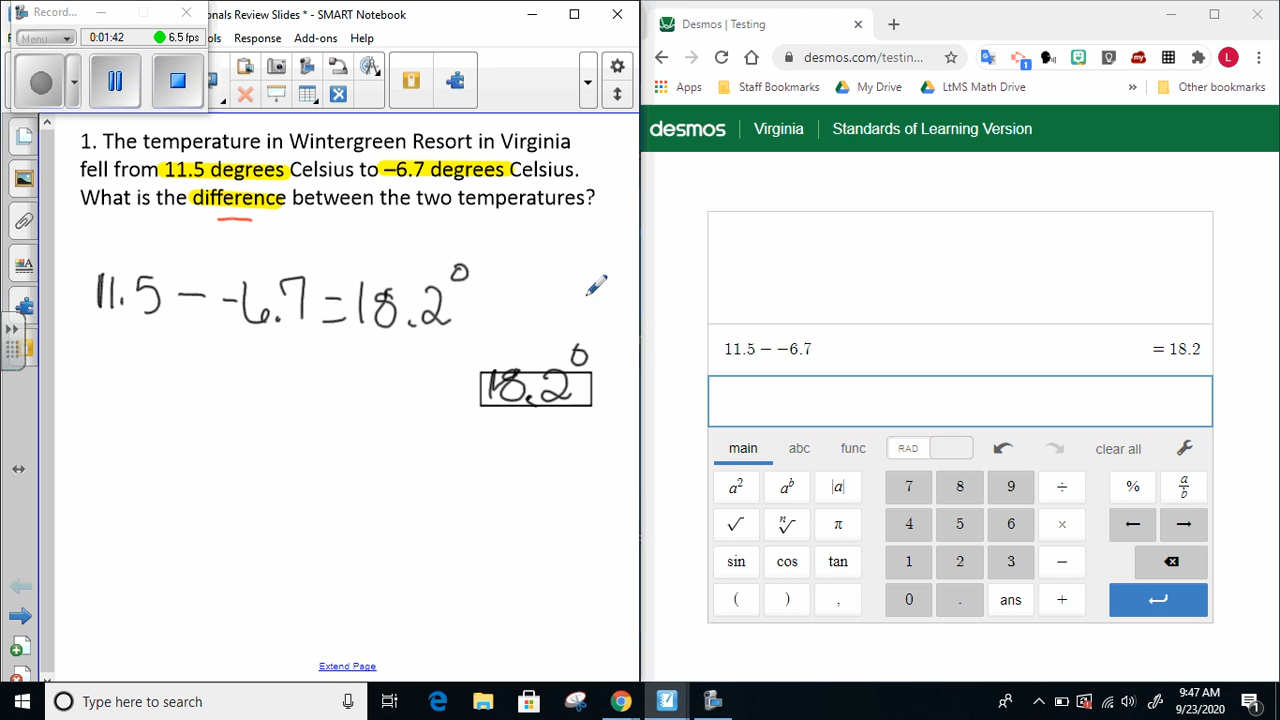 Record...
Menu
0:01:42
6.5 fps
onals Review Slides * - SMART Notebook
ols Response Add-ons Help
1. The temperature in Wintergreen Resort in Virginia
fell from 11.5 degrees Celsius to –6.7 degrees Celsius.
What is the difference between the two temperatures?
11.5 - -6.7 = 18.2°
18.2°
Extend Page
Desmos | Testing
desmos.com/testin...
1
my
L
Apps Staff Bookmarks My Drive LtMS Math Drive » Other bookmarks
desmos Virginia Standards of Learning Version
11.5 − −6.7 = 18.2
main abc func RAD clear all
a² aᵇ |a| 7 8 9 ÷ % a/b
√ ⁿ√ π 4 5 6 × ← →
sin cos tan 1 2 3 −
( ) , 0 . ans +
Type here to search
9:47 AM
9/23/2020
1